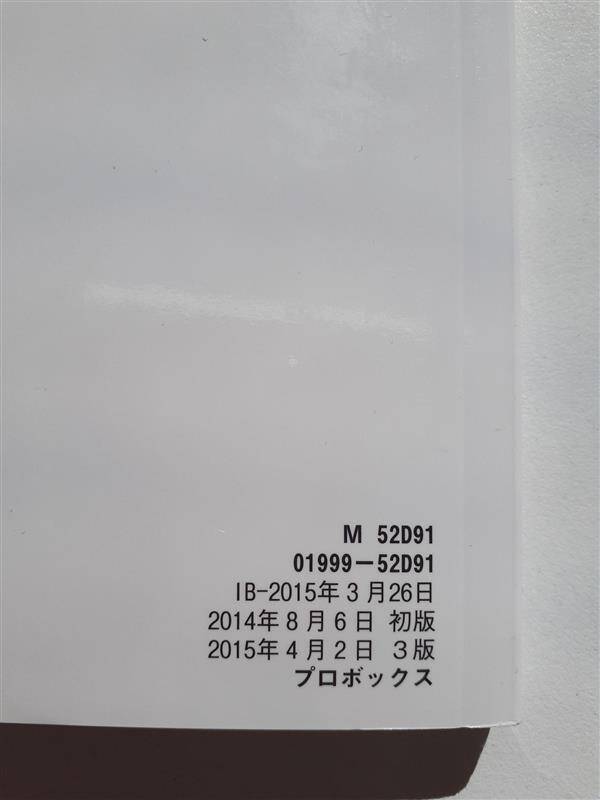 M 52D91
01999-52D91
IB-2015年3月26日
2014年8月6日 初版
2015年4月2日 3版
プロボックス